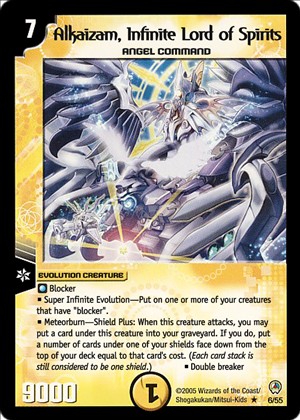 7
Alkaizam, Infinite Lord of Spirits
ANGEL COMMAND
EVOLUTION CREATURE
Blocker
■ Super Infinite Evolution—Put on one or more of your creatures
that have "blocker".
■ Meteorburn—Shield Plus: When this creature attacks, you may
put a card under this creature into your graveyard. If you do, put
a number of cards under one of your shields face down from the
top of your deck equal to that card's cost. (Each card stack is
still considered to be one shield.) ■ Double breaker
9000
1
©2005 Wizards of the Coast/
Shogakukan/Mitsui-Kids ★ 6/55